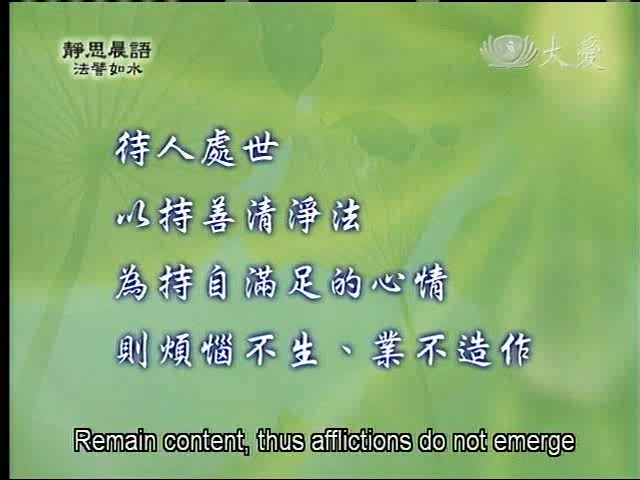 靜思晨語
法譬如水
大愛
待人處世
以持善清淨法
為持自滿足的心情
則煩惱不生、業不造作
Remain content, thus afflictions do not emerge